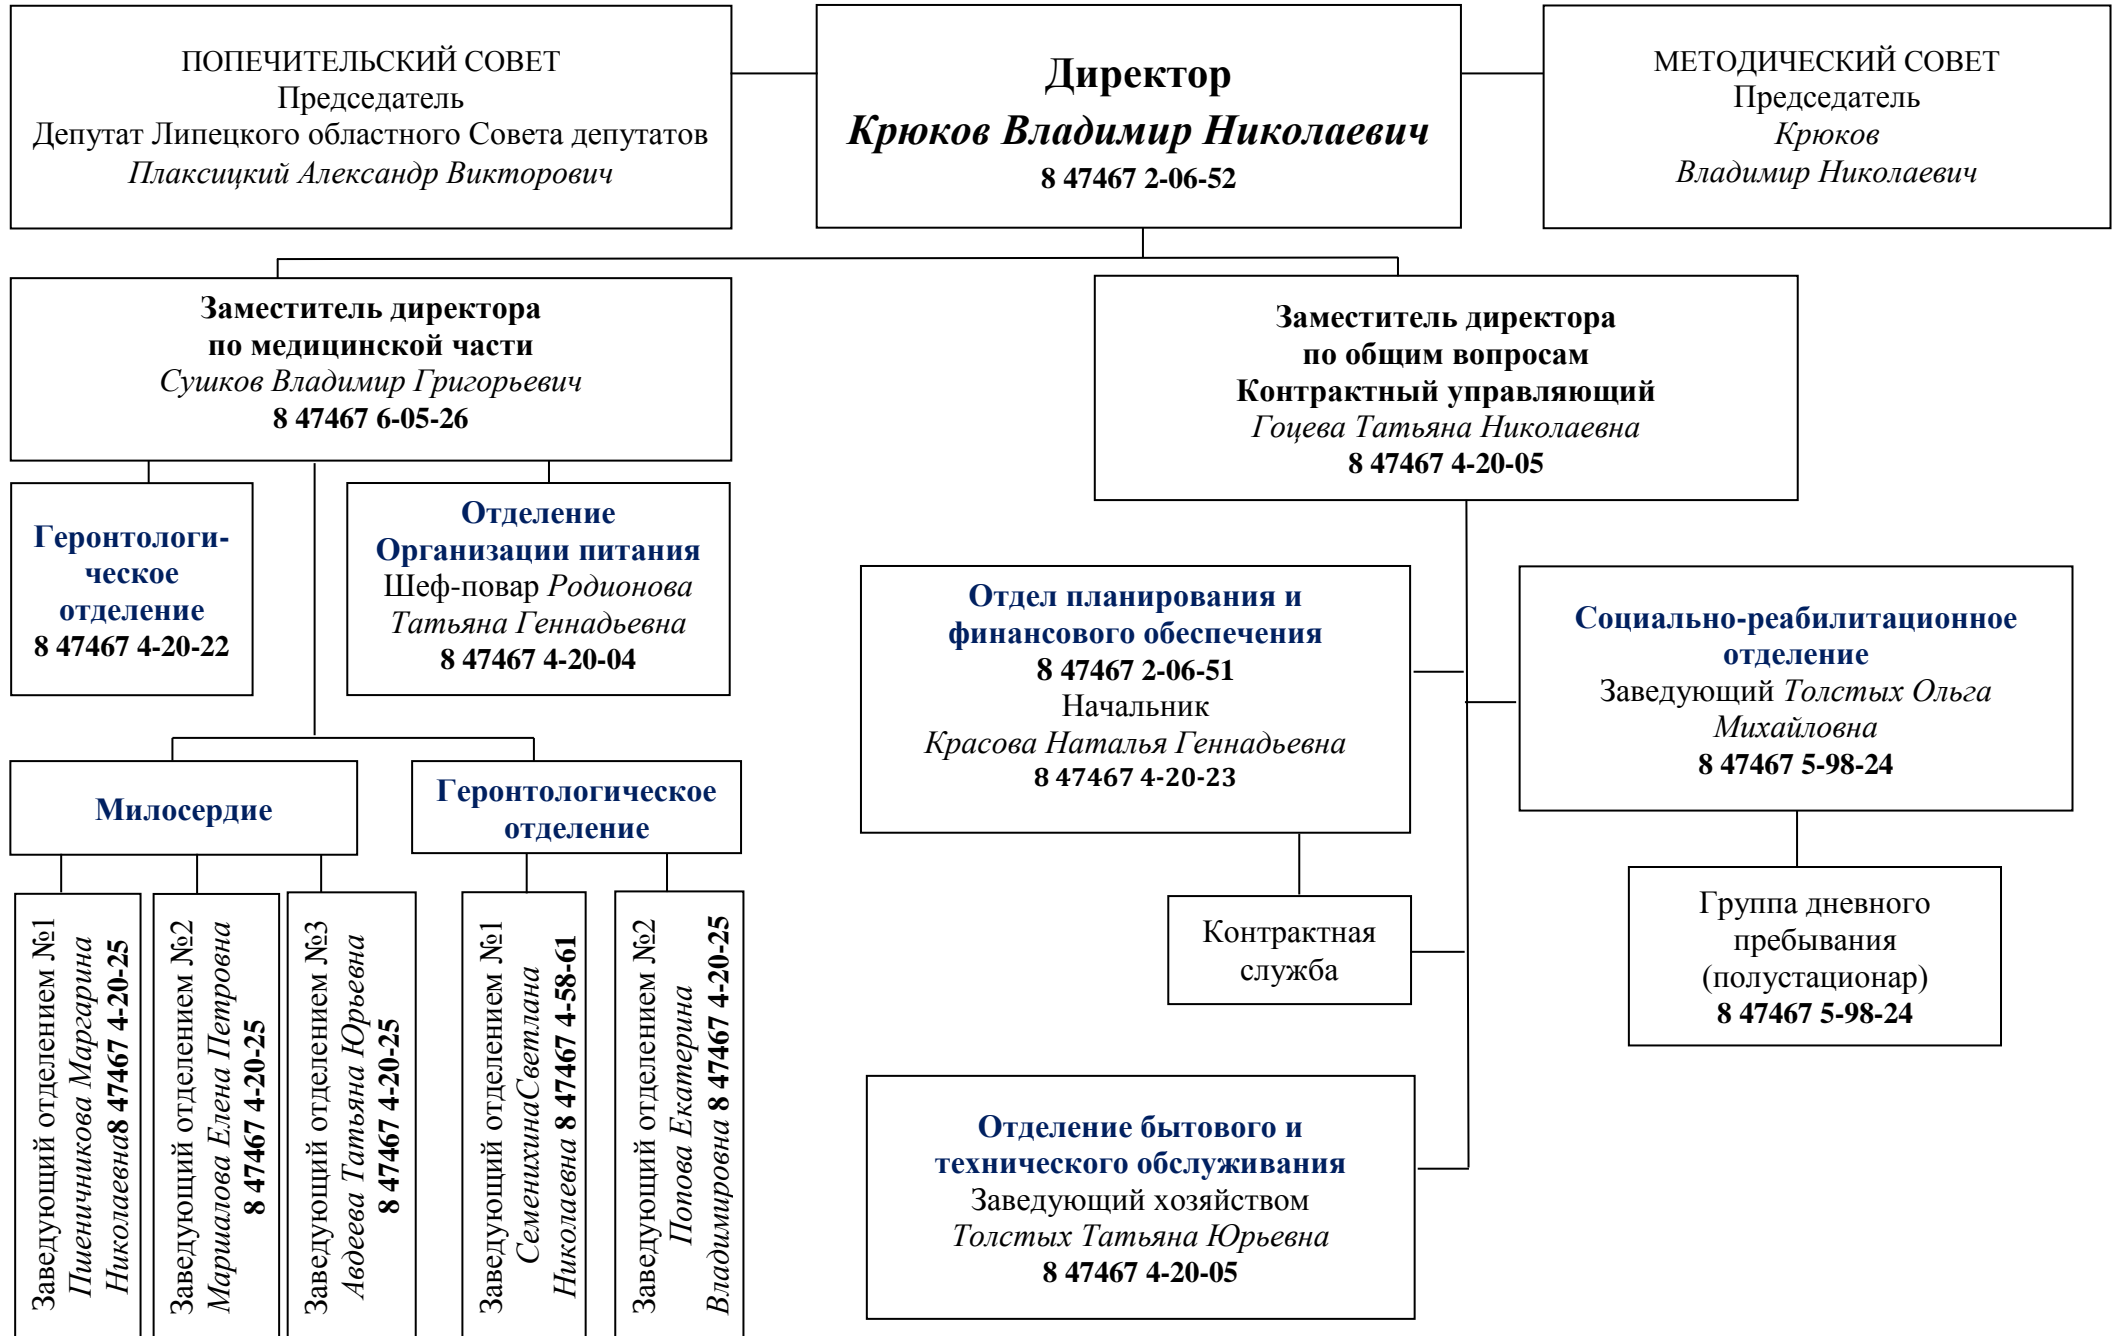 ПОПЕЧИТЕЛЬСКИЙ СОВЕТ
Председатель
Депутат Липецкого областного Совета депутатов
Плаксицкий Александр Викторович
Директор
Крюков Владимир Николаевич
8 47467 2-06-52
МЕТОДИЧЕСКИЙ СОВЕТ
Председатель
Крюков
Владимир Николаевич
Заместитель директора
по медицинской части
Сушков Владимир Григорьевич
8 47467 6-05-26
Заместитель директора
по общим вопросам
Контрактный управляющий
Гоцева Татьяна Николаевна
8 47467 4-20-05
Геронтологи-
ческое
отделение
8 47467 4-20-22
Отделение
Организации питания
Шеф-повар Родионова
Татьяна Геннадьевна
8 47467 4-20-04
Отдел планирования и
финансового обеспечения
8 47467 2-06-51
Начальник
Красова Наталья Геннадьевна
8 47467 4-20-23
Социально-реабилитационное
отделение
Заведующий Толстых Ольга
Михайловна
8 47467 5-98-24
Милосердие
Геронтологическое
отделение
Заведующий отделением №1
Пшеничникова Маргарина
Николаевна8 47467 4-20-25
Заведующий отделением №2
Маршалова Елена Петровна
8 47467 4-20-25
Заведующий отделением №3
Авдеева Татьяна Юрьевна
8 47467 4-20-25
Заведующий отделением №1
СеменихинаСветлана
Николаевна 8 47467 4-58-61
Заведующий отделением №2
Попова Екатерина
Владимировна 8 47467 4-20-25
Контрактная
служба
Группа дневного
пребывания
(полустационар)
8 47467 5-98-24
Отделение бытового и
технического обслуживания
Заведующий хозяйством
Толстых Татьяна Юрьевна
8 47467 4-20-05